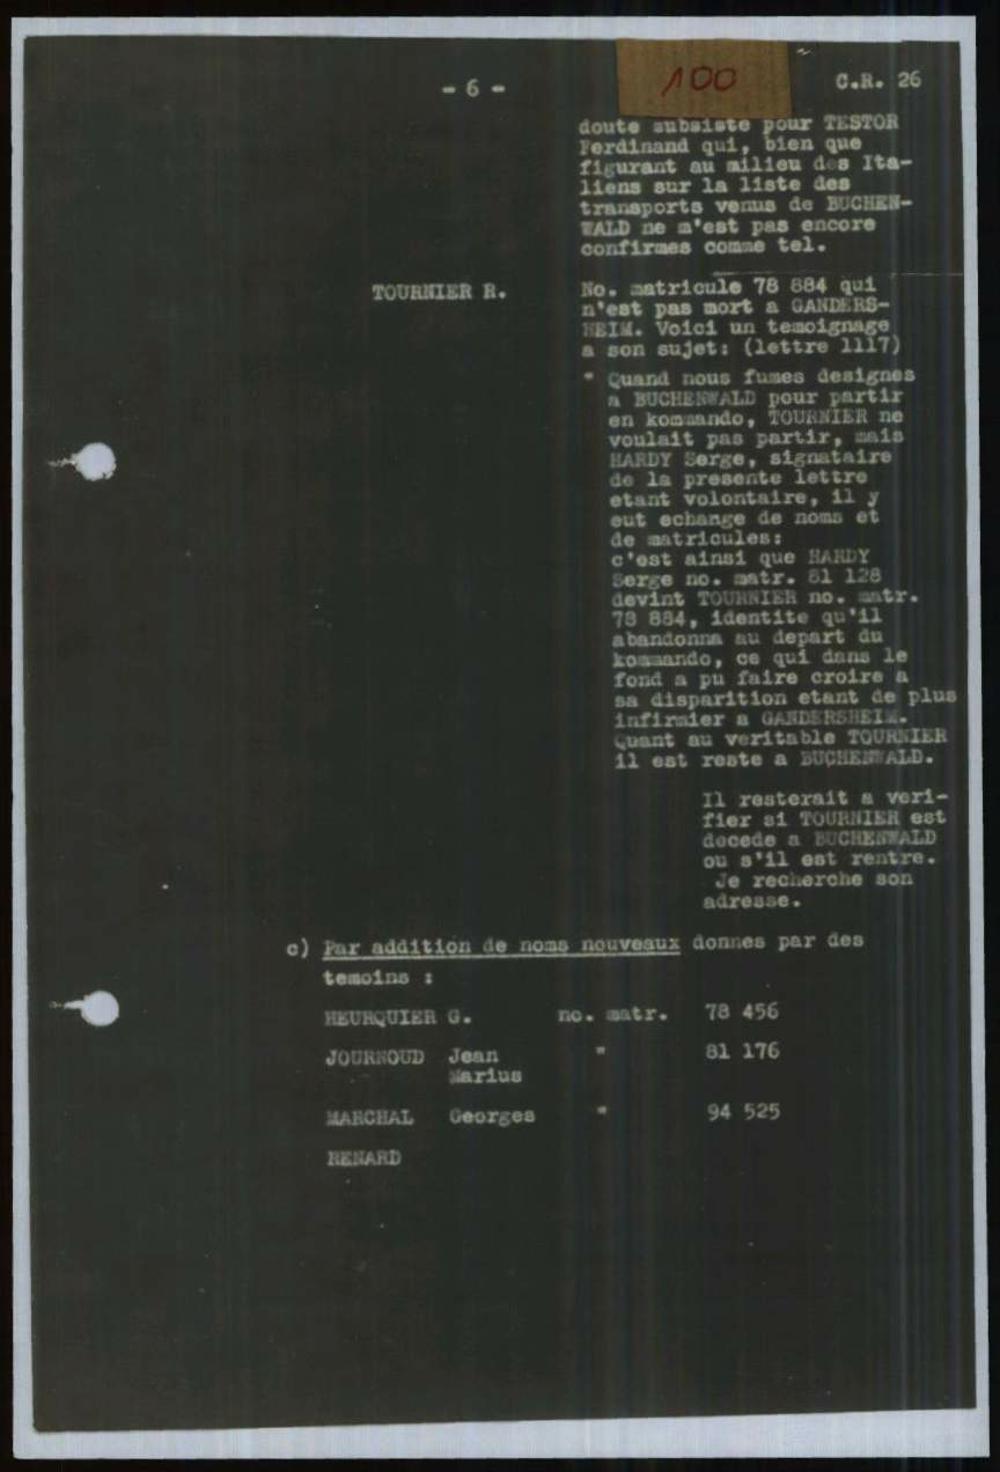 - 6 -
100
C.R. 26
doute subsiste pour TESTOR
Ferdinand qui, bien que
figurant au milieu des Ita-
liens sur la liste des
transports venus de BUCHEN-
WALD ne m'est pas encore
confirmes comme tel.
TOURNIER R.
No. matricule 78 884 qui
n'est pas mort a GANDERS-
HEIM. Voici un temoignage
a son sujet: (lettre 1117)
" Quand nous fumes designes
a BUCHENWALD pour partir
en kommando, TOURNIER ne
voulait pas partir, mais
HARDY Serge, signataire
de la presente lettre
etant volontaire, il y
eut echange de noms et
de matricules:
c'est ainsi que HARDY
Serge no. matr. 81 128
devint TOURNIER no. matr.
78 884, identite qu'il
abandonna au depart du
kommando, ce qui dans le
fond a pu faire croire a
sa disparition etant de plus
infirmier a GANDERSHEIM.
Quant au veritable TOURNIER
il est reste a BUCHENWALD.
Il resterait a veri-
fier si TOURNIER est
decede a BUCHENWALD
ou s'il est rentre.
Je recherche son
adresse.
c) Par addition de noms nouveaux donnes par des
temoins :
HEURQUIER G. no. matr. 78 456
JOURNOUD Jean " 81 176
Marius
MARCHAL Georges " 94 525
RENARD